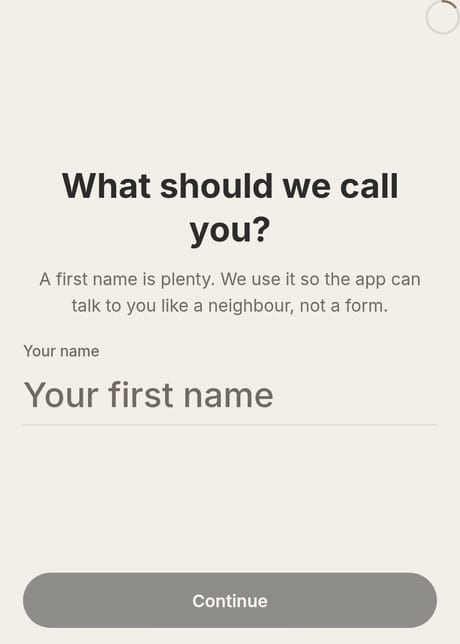 What should we call
you?
A first name is plenty. We use it so the app can
talk to you like a neighbour, not a form.
Your name
Your first name
Continue